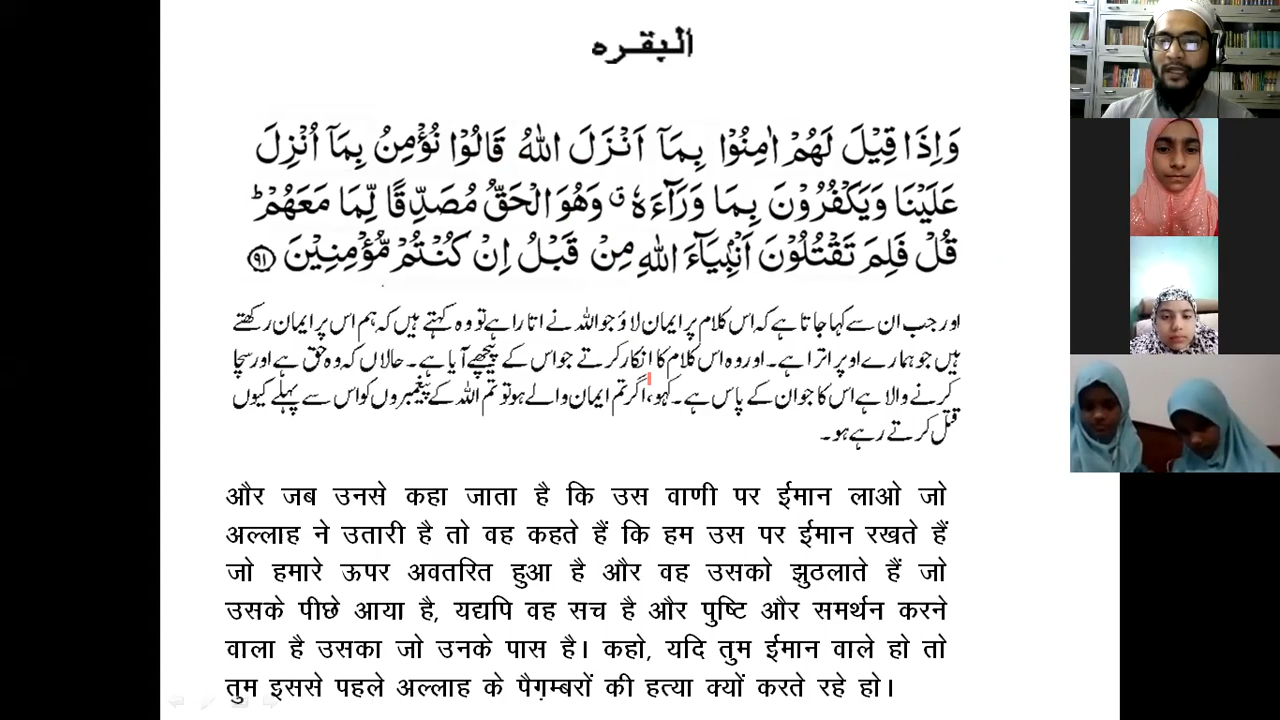 البقره
وَاِذَا قِيْلَ لَهُمْ اٰمِنُوْا بِمَآ اَنْزَلَ اللّٰهُ قَالُوْا نُؤْمِنُ بِمَآ اُنْزِلَ
عَلَيْنَا وَيَكْفُرُوْنَ بِمَا وَرَآءَهٗ ۚ وَهُوَ الْحَقُّ مُصَدِّقًا لِّمَا مَعَهُمْ ؕ
قُلْ فَلِمَ تَقْتُلُوْنَ اَنْۢبِيَآءَ اللّٰهِ مِنْ قَبْلُ اِنْ كُنْتُمْ مُّؤْمِنِيْنَ ۹۱
اور جب ان سے کہا جاتا ہے کہ اس کلام پر ایمان لاؤ جو اللہ نے اتارا ہے تو وہ کہتے ہیں کہ ہم اس پر ایمان رکھتے
ہیں جو ہمارے اوپر اترا ہے۔ اور وہ اس کلام کا انکار کرتے جو اس کے پیچھے آیا ہے۔ حالاں کہ وہ حق ہے اور سچا
کرنے والا ہے اس کا جو ان کے پاس ہے۔ کہو، اگر تم ایمان والے ہو تو تم اللہ کے پیغمبروں کو اس سے پہلے کیوں
قتل کرتے رہے ہو۔
और जब उनसे कहा जाता है कि उस वाणी पर ईमान लाओ जो
अल्लाह ने उतारी है तो वह कहते हैं कि हम उस पर ईमान रखते हैं
जो हमारे ऊपर अवतरित हुआ है और वह उसको झुठलाते हैं जो
उसके पीछे आया है, यद्यपि वह सच है और पुष्टि और समर्थन करने
वाला है उसका जो उनके पास है। कहो, यदि तुम ईमान वाले हो तो
तुम इससे पहले अल्लाह के पैग़म्बरों की हत्या क्यों करते रहे हो।